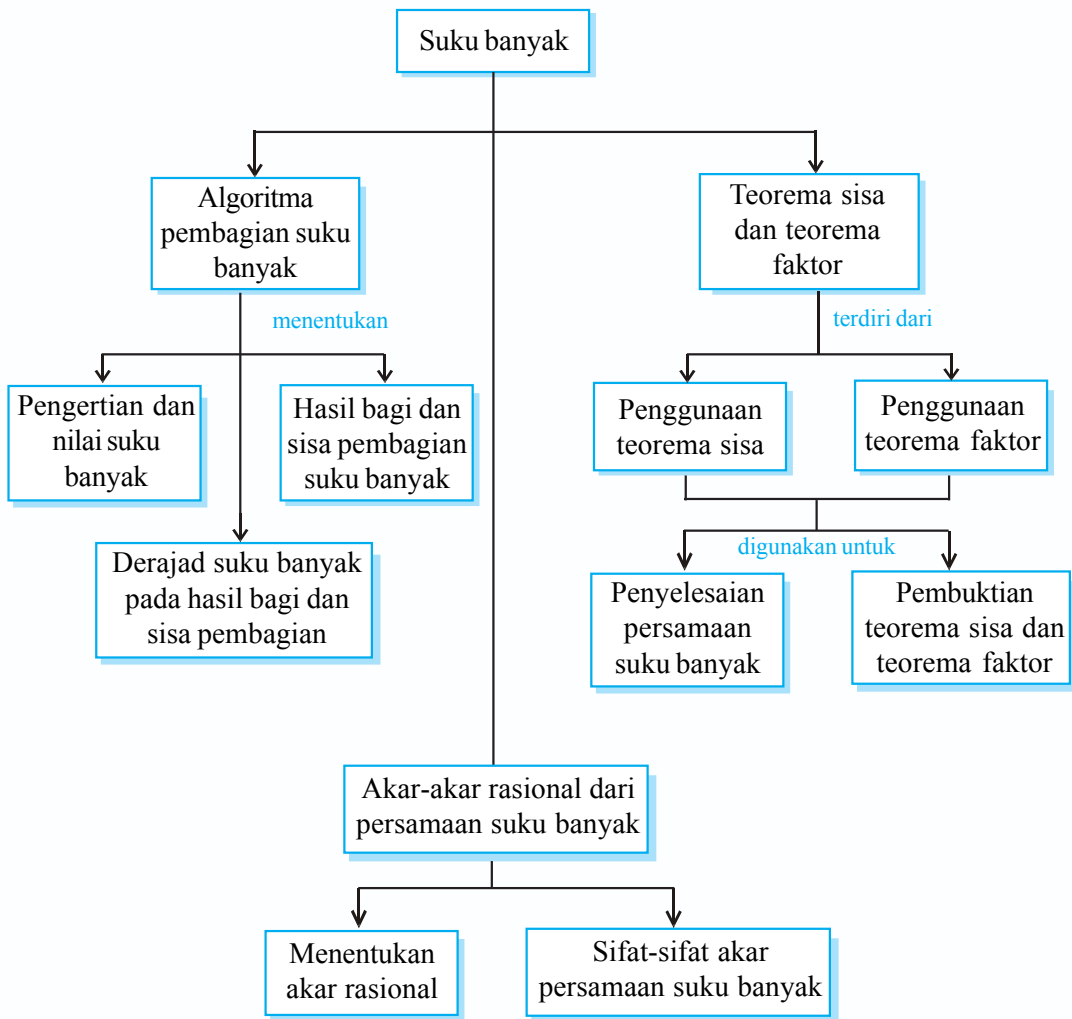 Suku banyak
Algoritma
pembagian suku
banyak
Teorema sisa
dan teorema
faktor
menentukan
terdiri dari
Pengertian dan
nilai suku
banyak
Hasil bagi dan
sisa pembagian
suku banyak
Penggunaan
teorema sisa
Penggunaan
teorema faktor
digunakan untuk
Derajad suku banyak
pada hasil bagi dan
sisa pembagian
Penyelesaian
persamaan
suku banyak
Pembuktian
teorema sisa dan
teorema faktor
Akar-akar rasional dari
persamaan suku banyak
Menentukan
akar rasional
Sifat-sifat akar
persamaan suku banyak